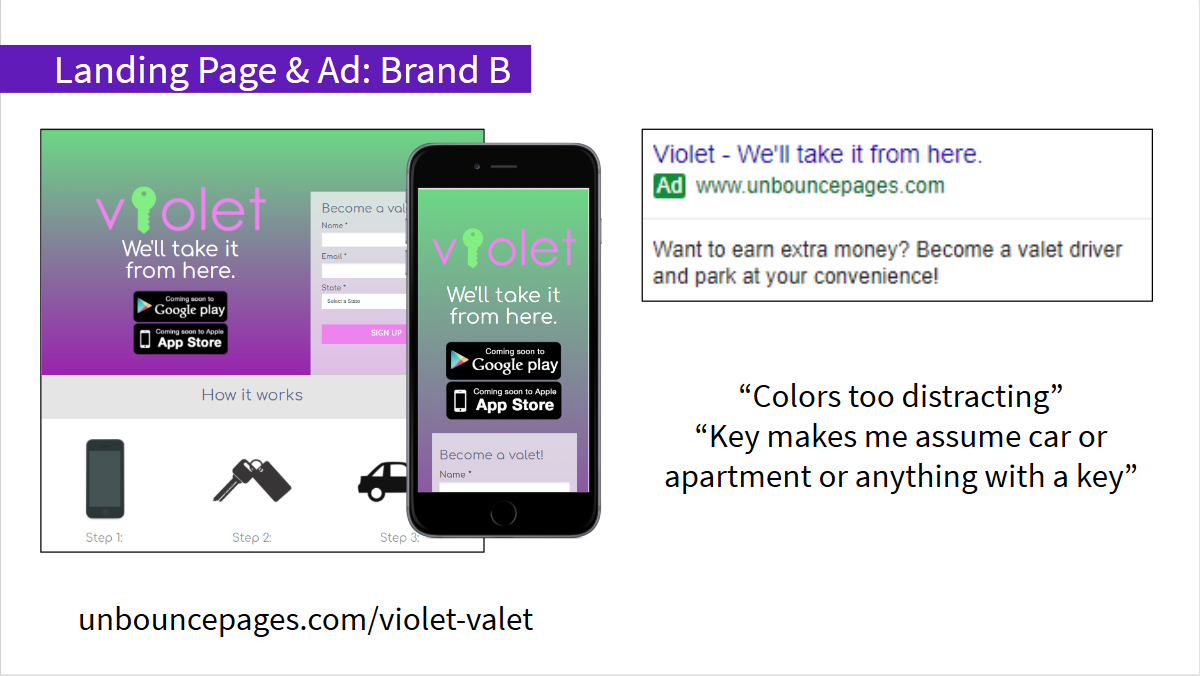 Landing Page & Ad: Brand B
violet
We'll take it
from here.
Coming soon to
Google play
Coming soon to Apple
App Store
Become a val
Name *
Email *
State *
Select a State
SIGN UP
How it works
Step 1:
Step 2:
Step 3:
violet
We'll take it
from here.
Coming soon to
Google play
Coming soon to Apple
App Store
Become a valet!
Name *
Violet - We'll take it from here.
Ad www.unbouncepages.com
Want to earn extra money? Become a valet driver
and park at your convenience!
“Colors too distracting”
“Key makes me assume car or
apartment or anything with a key”
unbouncepages.com/violet-valet